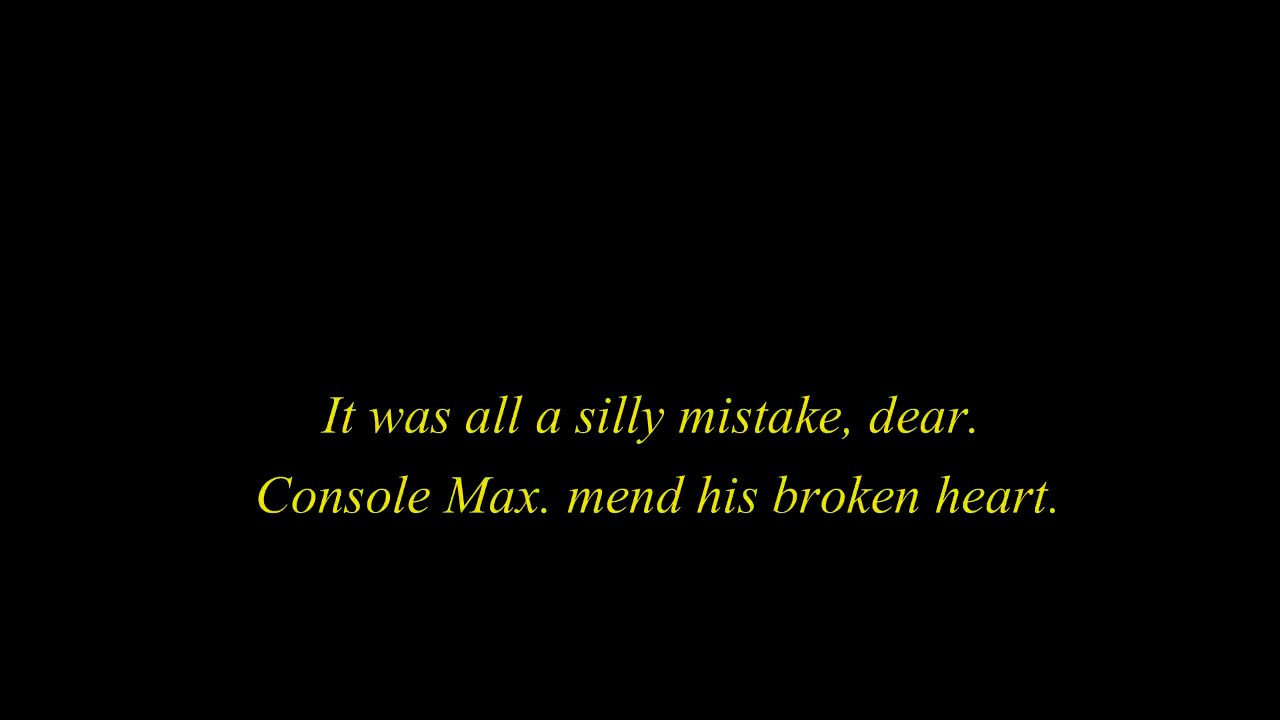 It was all a silly mistake, dear.
Console Max. mend his broken heart.